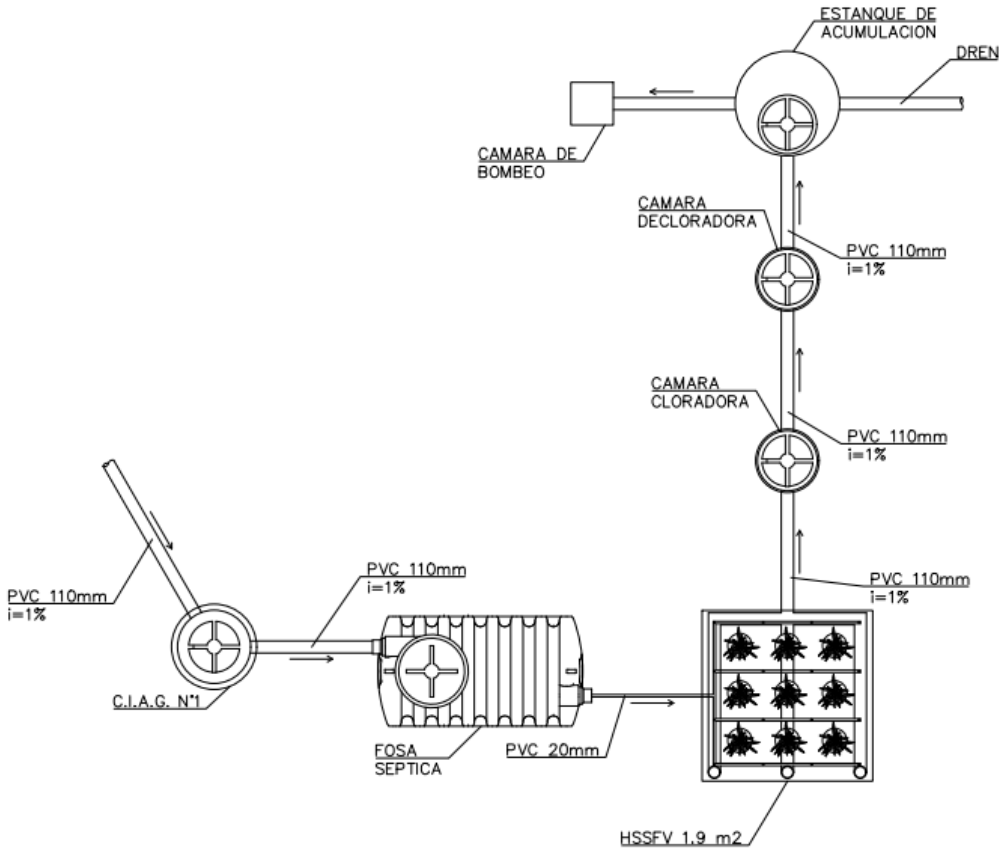 ESTANQUE DE
ACUMULACION
DREN
CAMARA DE
BOMBEO
CAMARA
DECLORADORA
PVC 110mm
i=1%
CAMARA
CLORADORA
PVC 110mm
i=1%
PVC 110mm
i=1%
PVC 110mm
i=1%
PVC 110mm
i=1%
C.I.A.G. N°1
FOSA
SEPTICA
PVC 20mm
HSSFV 1.9 m2